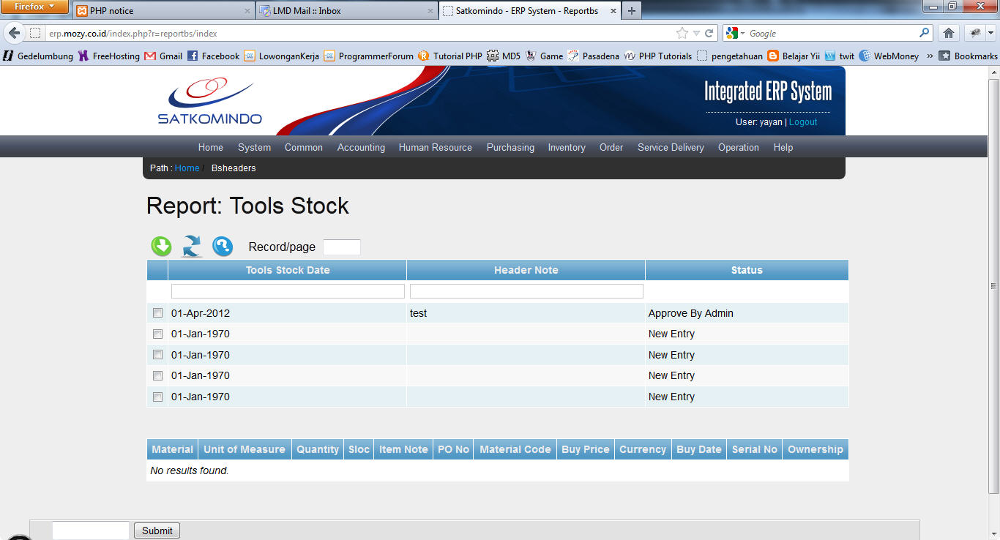 Firefox
PHP notice
LMD Mail :: Inbox
Satkomindo - ERP System - Reportbs
erp.mozy.co.id/index.php?r=reportbs/index
Google
Gedelumbung FreeHosting Gmail Facebook LowonganKerja ProgrammerForum Tutorial PHP MD5 Game Pasadena PHP Tutorials pengetahuan Belajar Yii twit WebMoney » Bookmarks
SATKOMINDO
Integrated ERP System
User: yayan | Logout
Home System Common Accounting Human Resource Purchasing Inventory Order Service Delivery Operation Help
Path : Home / Bsheaders
Report: Tools Stock
Record/page
Tools Stock Date Header Note Status
01-Apr-2012 test Approve By Admin
01-Jan-1970 New Entry
01-Jan-1970 New Entry
01-Jan-1970 New Entry
01-Jan-1970 New Entry
Material Unit of Measure Quantity Sloc Item Note PO No Material Code Buy Price Currency Buy Date Serial No Ownership
No results found.
Submit